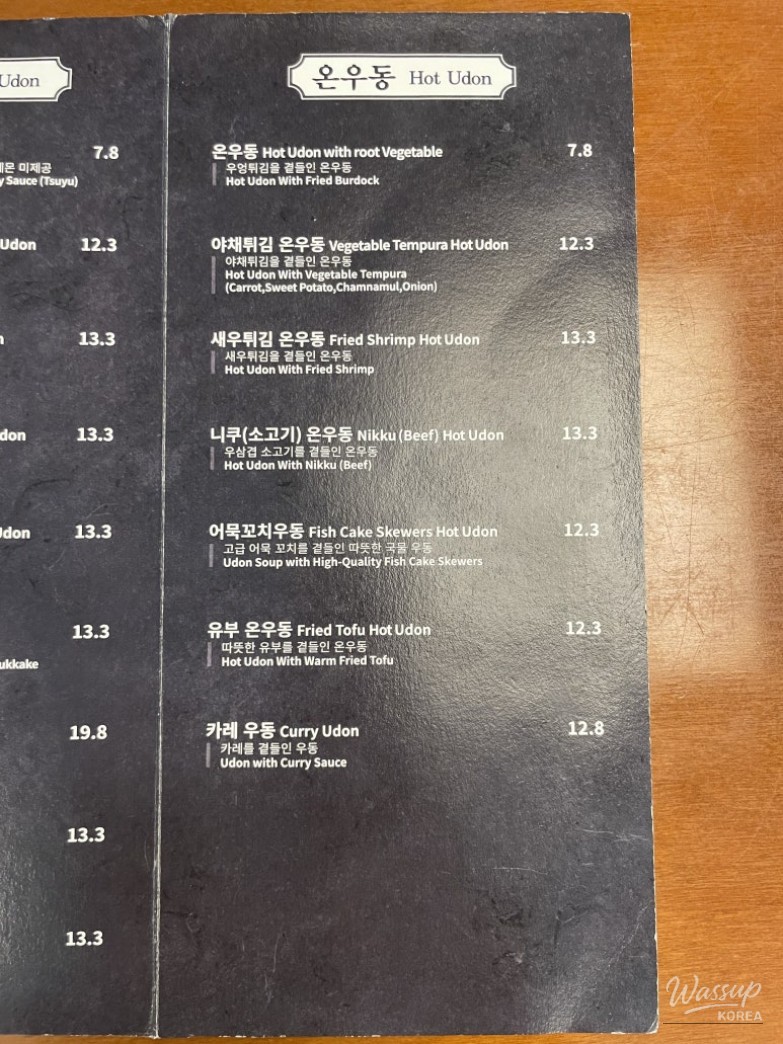 Udon
7.8
레몬 미제공
y Sauce (Tsuyu)
Udon 12.3
n 13.3
don 13.3
Udon 13.3
13.3
ukkake
19.8
13.3
13.3
온우동 Hot Udon
온우동 Hot Udon with root Vegetable 7.8
우엉튀김을 곁들인 온우동
Hot Udon With Fried Burdock
야채튀김 온우동 Vegetable Tempura Hot Udon 12.3
야채튀김을 곁들인 온우동
Hot Udon With Vegetable Tempura
(Carrot,Sweet Potato,Chamnamul,Onion)
새우튀김 온우동 Fried Shrimp Hot Udon 13.3
새우튀김을 곁들인 온우동
Hot Udon With Fried Shrimp
니쿠(소고기) 온우동 Nikku (Beef) Hot Udon 13.3
우삼겹 소고기를 곁들인 온우동
Hot Udon With Nikku (Beef)
어묵꼬치우동 Fish Cake Skewers Hot Udon 12.3
고급 어묵 꼬치를 곁들인 따뜻한 국물 우동
Udon Soup with High-Quality Fish Cake Skewers
유부 온우동 Fried Tofu Hot Udon 12.3
따뜻한 유부를 곁들인 온우동
Hot Udon With Warm Fried Tofu
카레 우동 Curry Udon 12.8
카레를 곁들인 우동
Udon with Curry Sauce
Wassup
KOREA